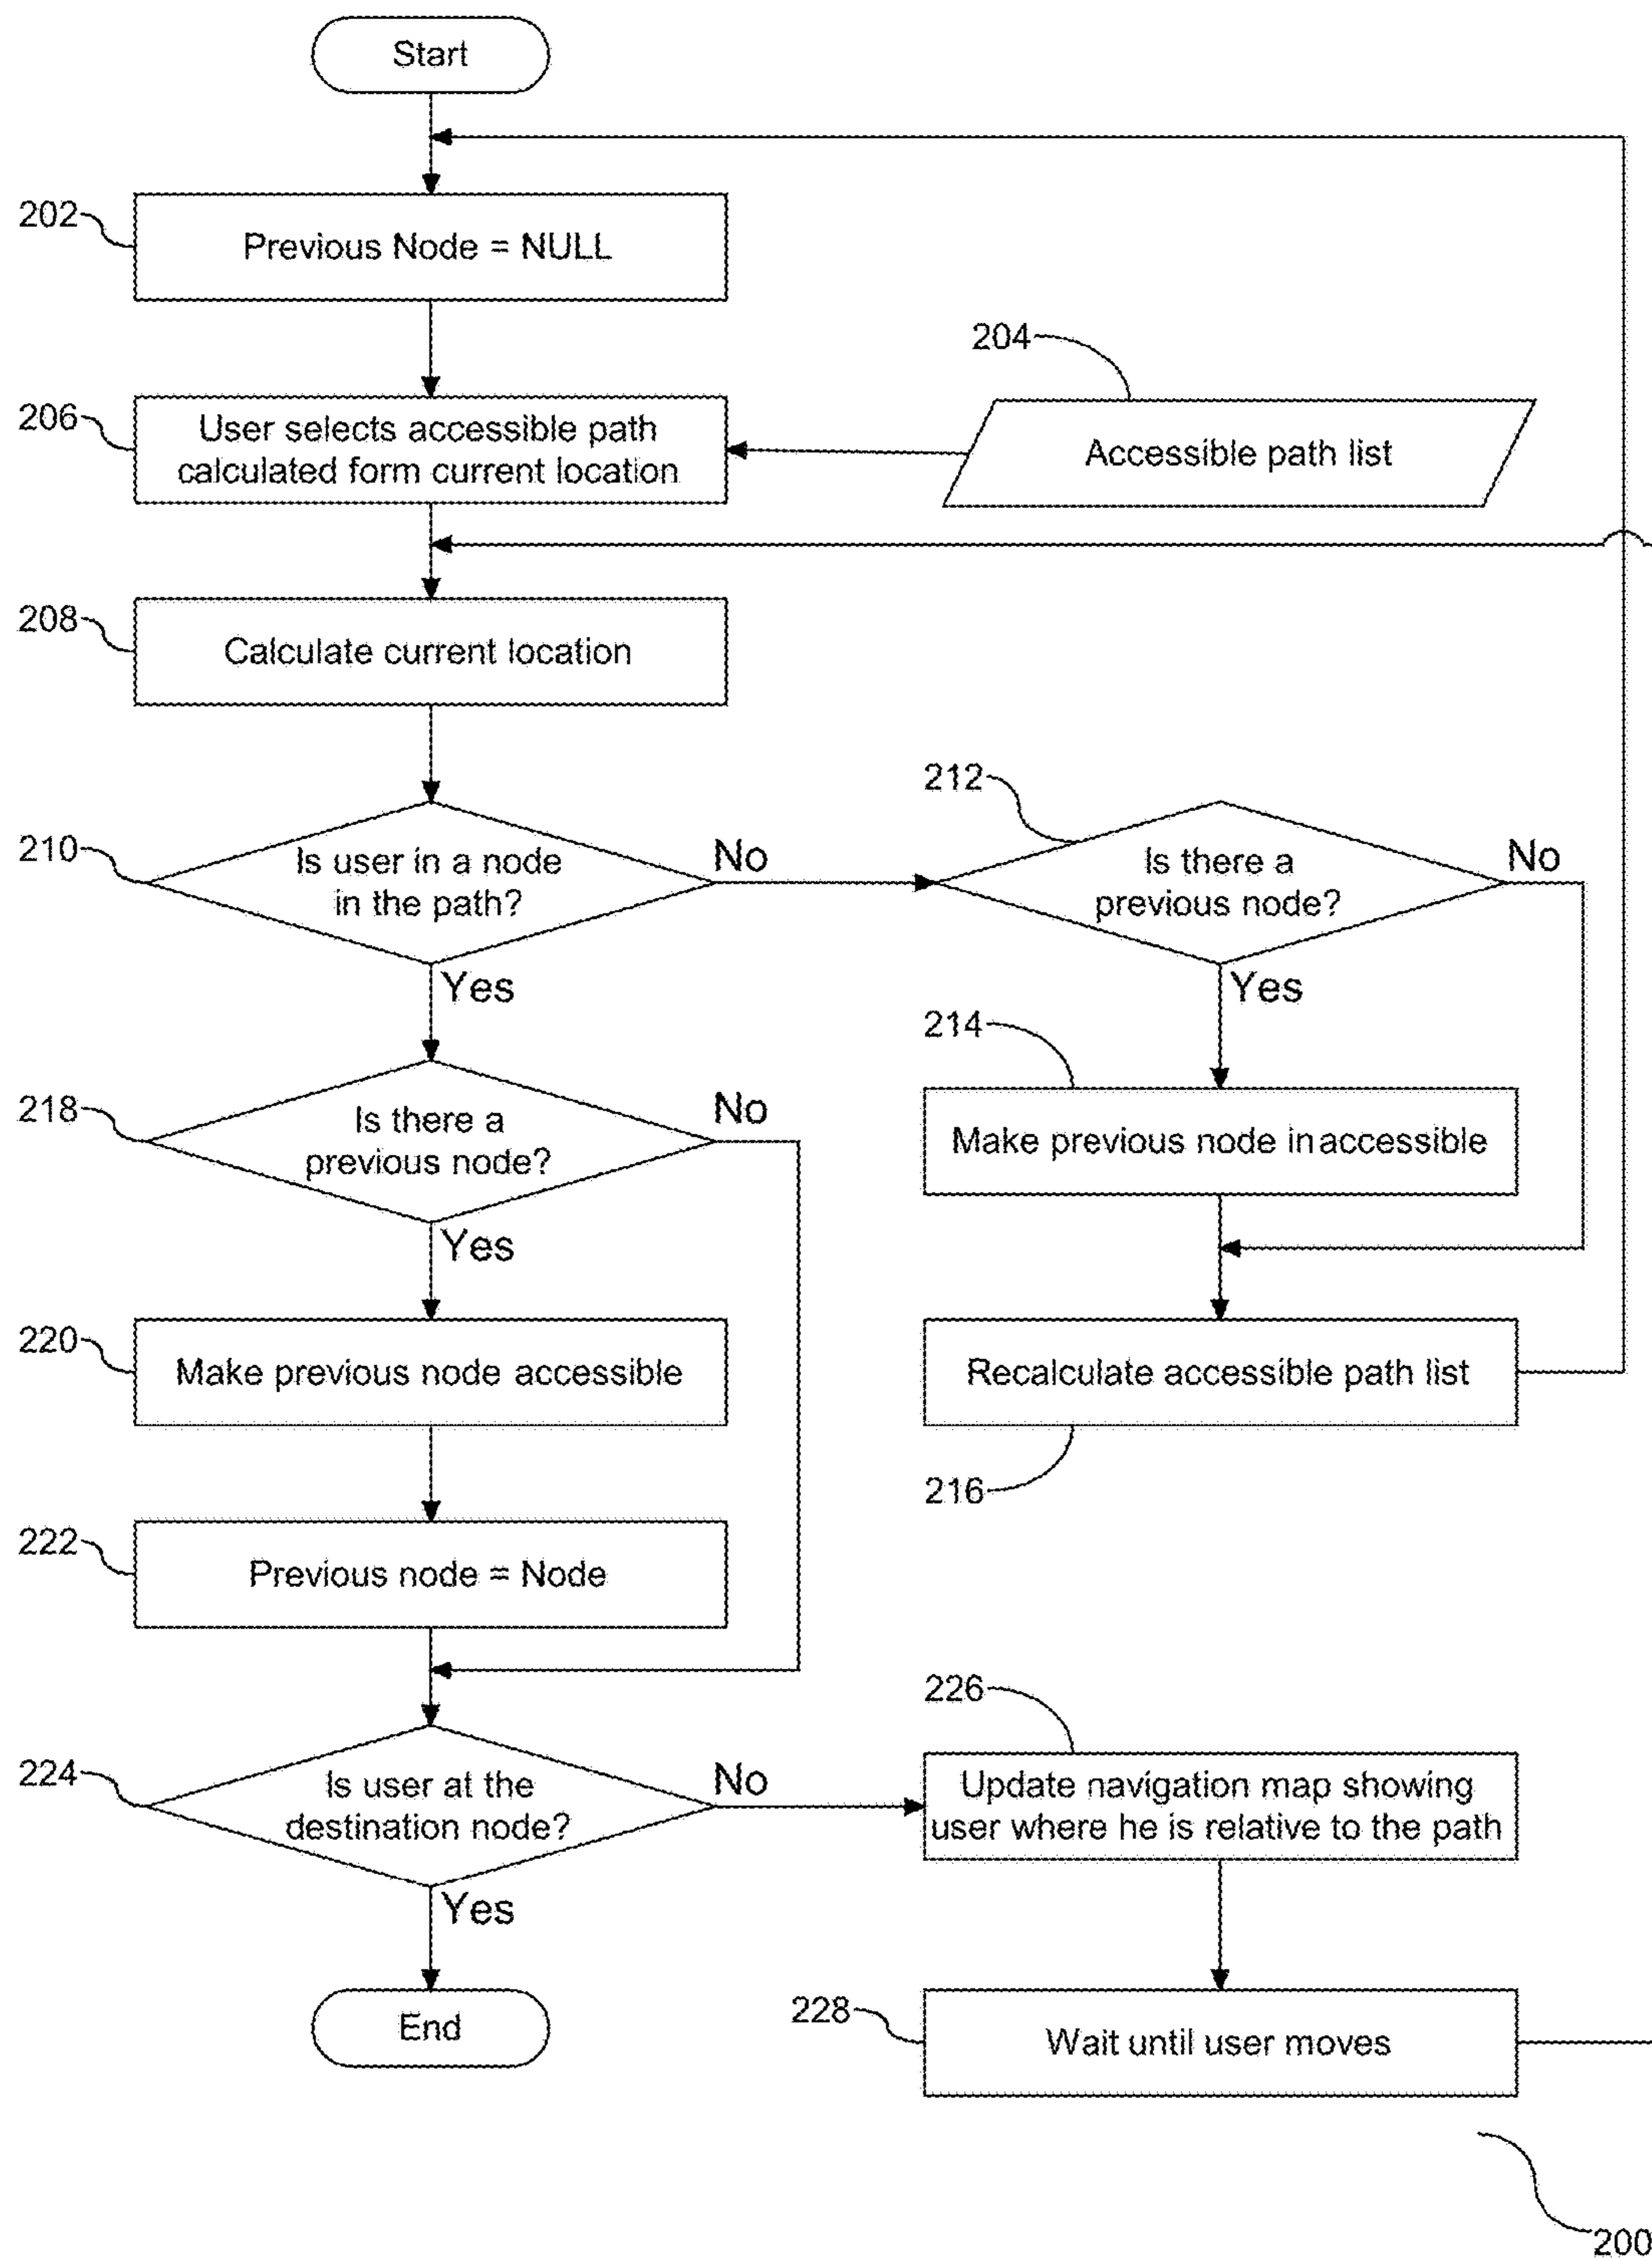 Start
202
Previous Node = NULL
204
206
User selects accessible path
calculated form current location
Accessible path list
208
Calculate current location
210
Is user in a node
in the path?
No
212
Is there a
previous node?
No
Yes
Yes
214
Make previous node inaccessible
218
Is there a
previous node?
No
Yes
220
Make previous node accessible
Recalculate accessible path list
216
222
Previous node = Node
224
Is user at the
destination node?
No
226
Update navigation map showing
user where he is relative to the path
Yes
End
228
Wait until user moves
200